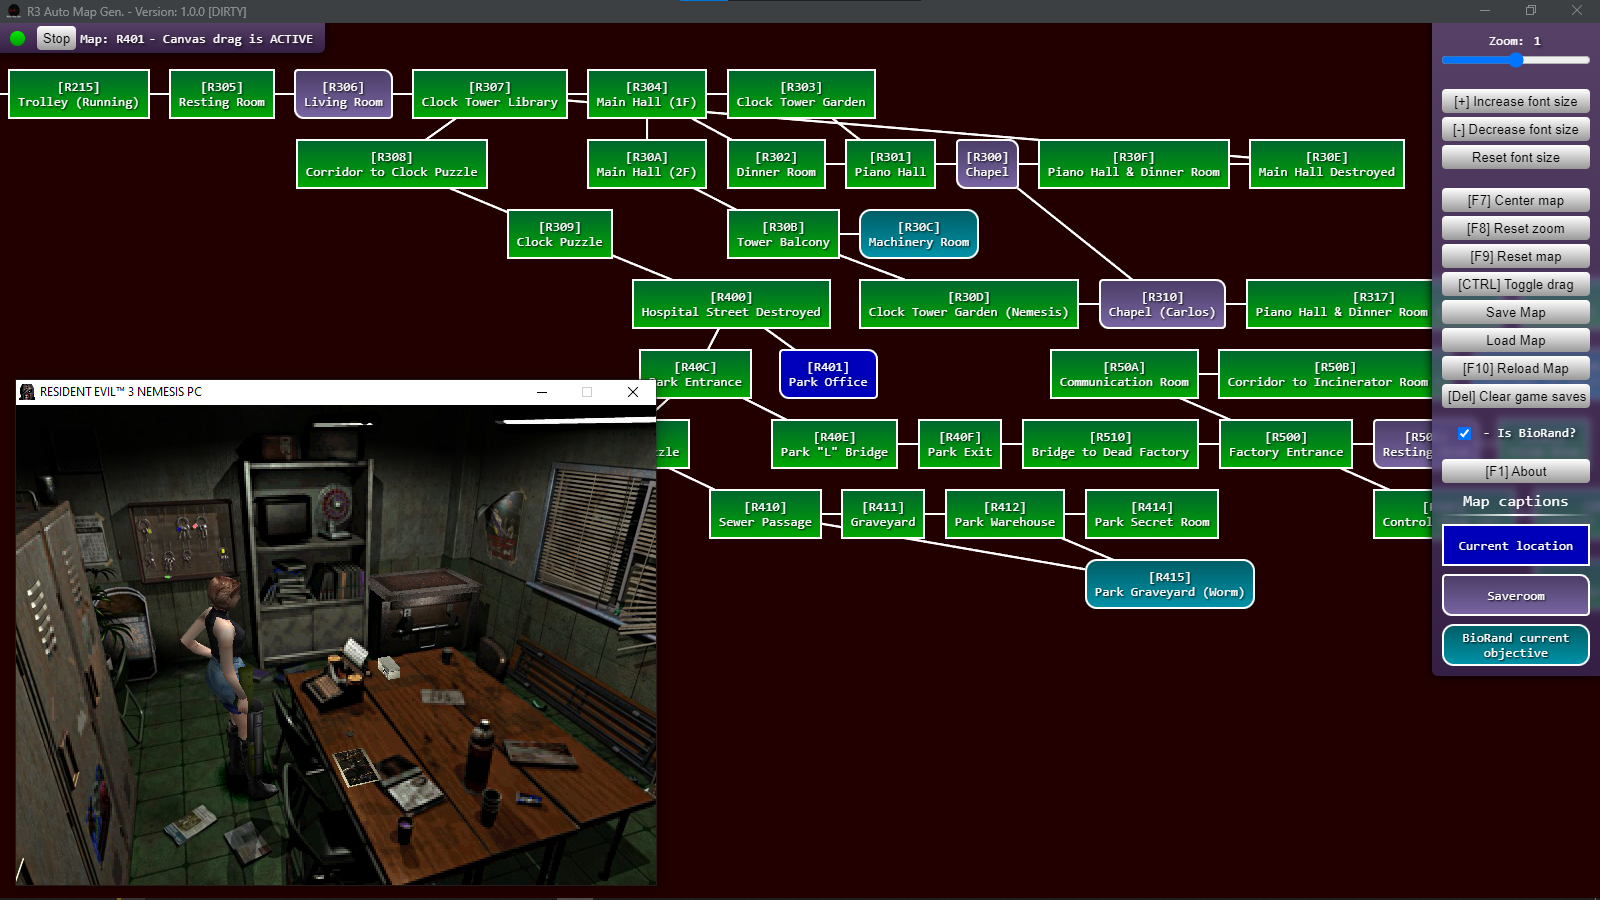 R3 Auto Map Gen. - Version: 1.0.0 [DIRTY]
Stop
Map: R401 - Canvas drag is ACTIVE
[R215]
Trolley (Running)
[R305]
Resting Room
[R306]
Living Room
[R307]
Clock Tower Library
[R304]
Main Hall (1F)
[R303]
Clock Tower Garden
[R308]
Corridor to Clock Puzzle
[R30A]
Main Hall (2F)
[R302]
Dinner Room
[R301]
Piano Hall
[R300]
Chapel
[R30F]
Piano Hall & Dinner Room
[R30E]
Main Hall Destroyed
[R309]
Clock Puzzle
[R30B]
Tower Balcony
[R30C]
Machinery Room
[R400]
Hospital Street Destroyed
[R30D]
Clock Tower Garden (Nemesis)
[R310]
Chapel (Carlos)
[R317]
Piano Hall & Dinner Room
[R40C]
Park Entrance
[R401]
Park Office
[R50A]
Communication Room
[R50B]
Corridor to Incinerator Room
zle
[R40E]
Park "L" Bridge
[R40F]
Park Exit
[R510]
Bridge to Dead Factory
[R500]
Factory Entrance
[R50
Resting
[R410]
Sewer Passage
[R411]
Graveyard
[R412]
Park Warehouse
[R414]
Park Secret Room
Control
[R415]
Park Graveyard (Worm)
RESIDENT EVIL™ 3 NEMESIS PC
Zoom: 1
[+] Increase font size
[-] Decrease font size
Reset font size
[F7] Center map
[F8] Reset zoom
[F9] Reset map
[CTRL] Toggle drag
Save Map
Load Map
[F10] Reload Map
[Del] Clear game saves
- Is BioRand?
[F1] About
Map captions
Current location
Saveroom
BioRand current
objective